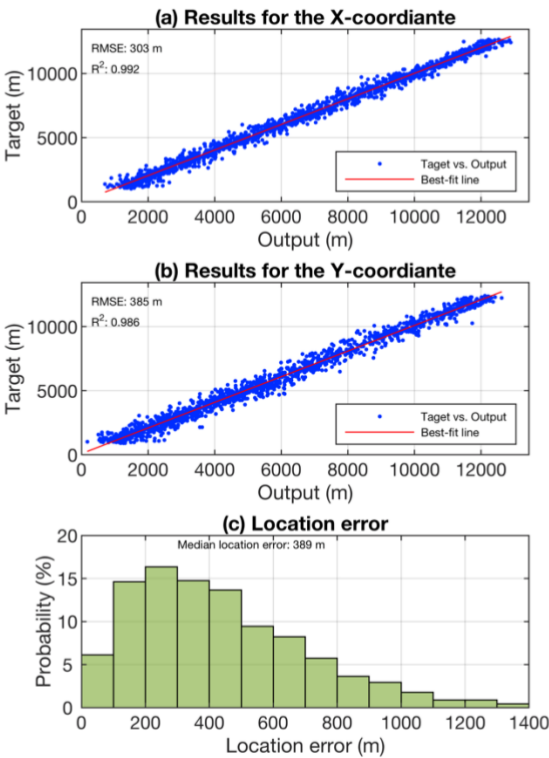 (a) Results for the X-coordiante
RMSE: 303 m
R²: 0.992
10000
5000
0
Target (m)
Taget vs. Output
Best-fit line
2000 4000 6000 8000 10000 12000
Output (m)
(b) Results for the Y-coordiante
RMSE: 385 m
R²: 0.986
10000
5000
0
Target (m)
Taget vs. Output
Best-fit line
2000 4000 6000 8000 10000 12000
Output (m)
(c) Location error
Median location error: 389 m
20
15
10
5
0
Probability (%)
0 200 400 600 800 1000 1200 1400
Location error (m)